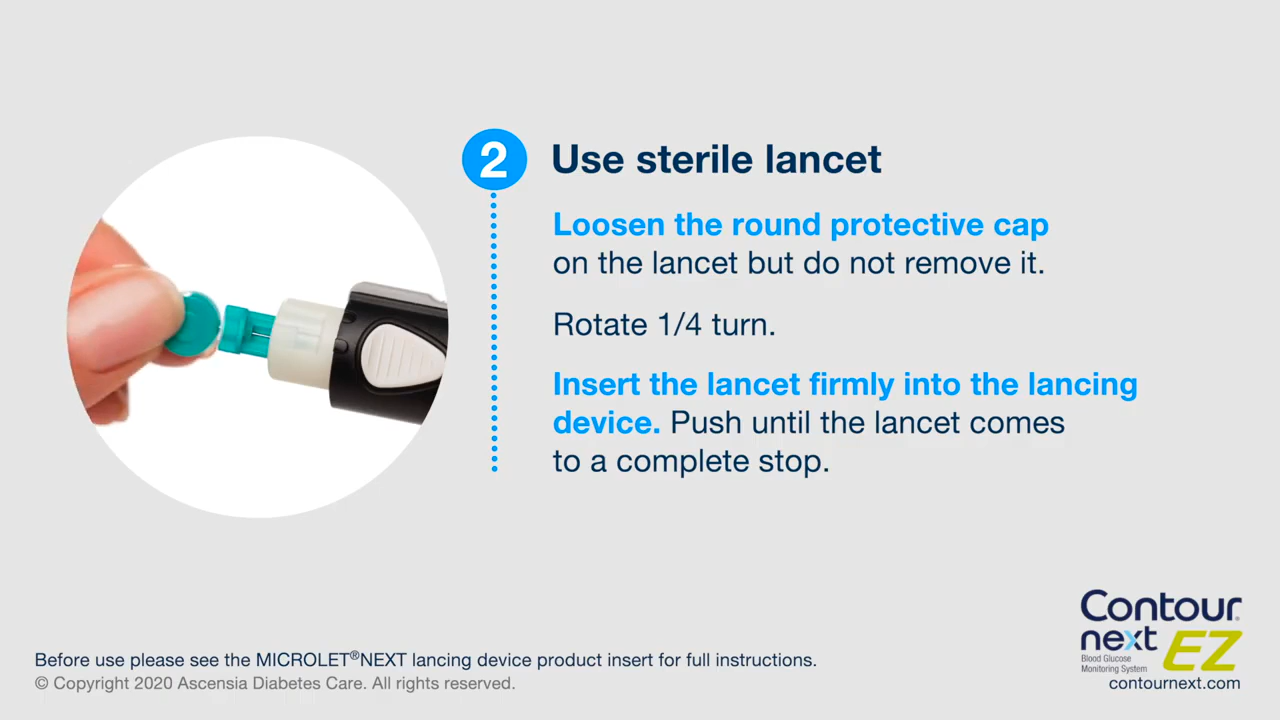 2 Use sterile lancet
Loosen the round protective cap
on the lancet but do not remove it.
Rotate 1/4 turn.
Insert the lancet firmly into the lancing
device. Push until the lancet comes
to a complete stop.
Contour®
next EZ
Blood Glucose
Monitoring System
contournext.com
Before use please see the MICROLET®NEXT lancing device product insert for full instructions.
© Copyright 2020 Ascensia Diabetes Care. All rights reserved.